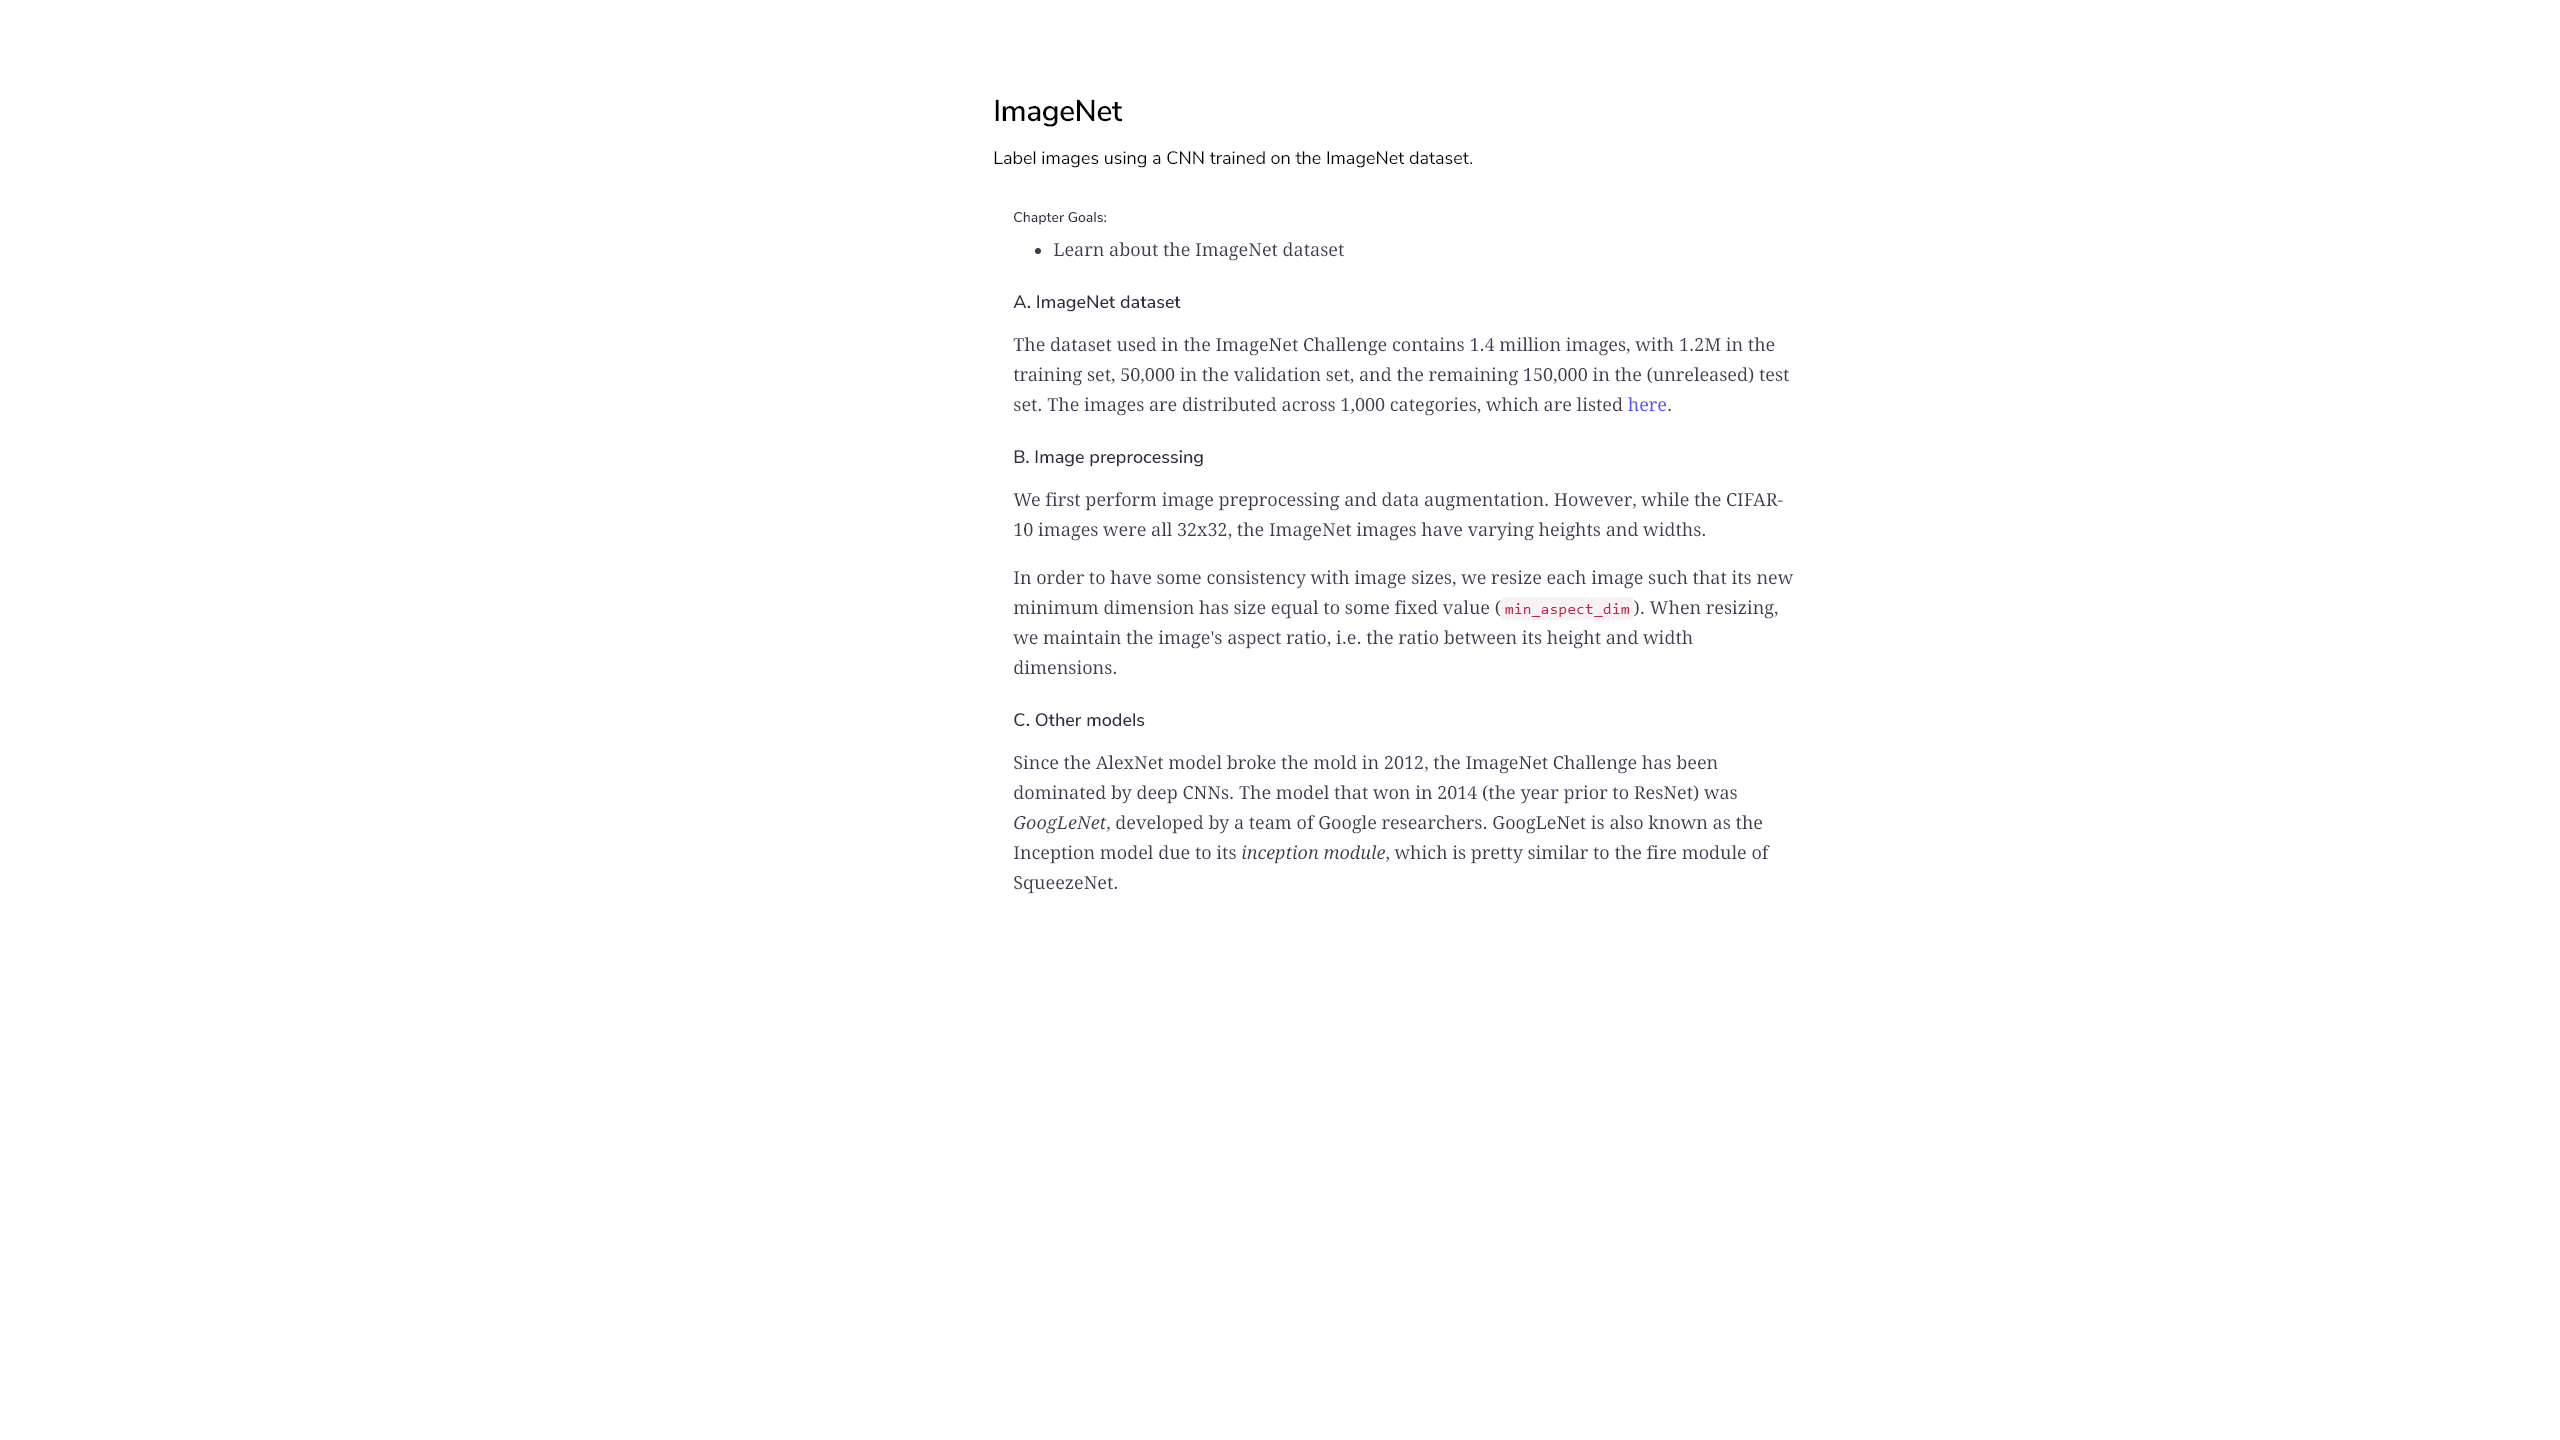 ImageNet
Label images using a CNN trained on the ImageNet dataset.
Chapter Goals:
• Learn about the ImageNet dataset
A. ImageNet dataset
The dataset used in the ImageNet Challenge contains 1.4 million images, with 1.2M in the
training set, 50,000 in the validation set, and the remaining 150,000 in the (unreleased) test
set. The images are distributed across 1,000 categories, which are listed here.
B. Image preprocessing
We first perform image preprocessing and data augmentation. However, while the CIFAR-
10 images were all 32x32, the ImageNet images have varying heights and widths.
In order to have some consistency with image sizes, we resize each image such that its new
minimum dimension has size equal to some fixed value (min_aspect_dim). When resizing,
we maintain the image's aspect ratio, i.e. the ratio between its height and width
dimensions.
C. Other models
Since the AlexNet model broke the mold in 2012, the ImageNet Challenge has been
dominated by deep CNNs. The model that won in 2014 (the year prior to ResNet) was
GoogLeNet, developed by a team of Google researchers. GoogLeNet is also known as the
Inception model due to its inception module, which is pretty similar to the fire module of
SqueezeNet.